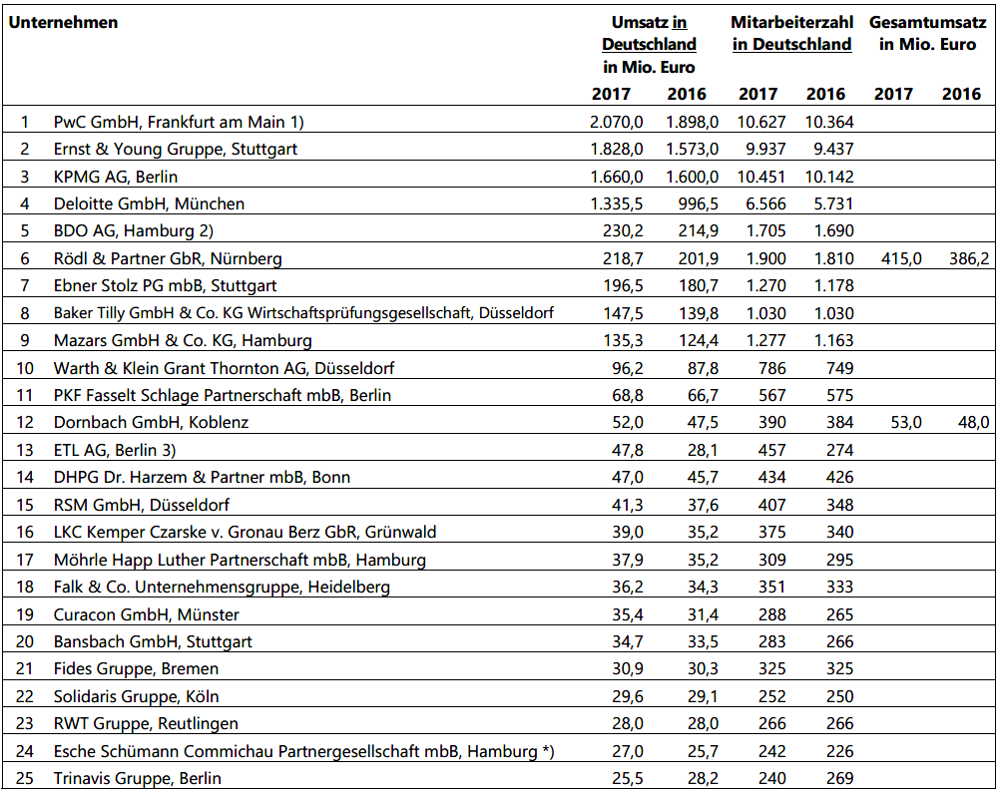 Unternehmen Umsatz in Mitarbeiterzahl Gesamtumsatz
Deutschland in Deutschland in Mio. Euro
in Mio. Euro
2017 2016 2017 2016 2017 2016
1 PwC GmbH, Frankfurt am Main 1) 2.070,0 1.898,0 10.627 10.364
2 Ernst & Young Gruppe, Stuttgart 1.828,0 1.573,0 9.937 9.437
3 KPMG AG, Berlin 1.660,0 1.600,0 10.451 10.142
4 Deloitte GmbH, München 1.335,5 996,5 6.566 5.731
5 BDO AG, Hamburg 2) 230,2 214,9 1.705 1.690
6 Rödl & Partner GbR, Nürnberg 218,7 201,9 1.900 1.810 415,0 386,2
7 Ebner Stolz PG mbB, Stuttgart 196,5 180,7 1.270 1.178
8 Baker Tilly GmbH & Co. KG Wirtschaftsprüfungsgesellschaft, Düsseldorf 147,5 139,8 1.030 1.030
9 Mazars GmbH & Co. KG, Hamburg 135,3 124,4 1.277 1.163
10 Warth & Klein Grant Thornton AG, Düsseldorf 96,2 87,8 786 749
11 PKF Fasselt Schlage Partnerschaft mbB, Berlin 68,8 66,7 567 575
12 Dornbach GmbH, Koblenz 52,0 47,5 390 384 53,0 48,0
13 ETL AG, Berlin 3) 47,8 28,1 457 274
14 DHPG Dr. Harzem & Partner mbB, Bonn 47,0 45,7 434 426
15 RSM GmbH, Düsseldorf 41,3 37,6 407 348
16 LKC Kemper Czarske v. Gronau Berz GbR, Grünwald 39,0 35,2 375 340
17 Möhrle Happ Luther Partnerschaft mbB, Hamburg 37,9 35,2 309 295
18 Falk & Co. Unternehmensgruppe, Heidelberg 36,2 34,3 351 333
19 Curacon GmbH, Münster 35,4 31,4 288 265
20 Bansbach GmbH, Stuttgart 34,7 33,5 283 266
21 Fides Gruppe, Bremen 30,9 30,3 325 325
22 Solidaris Gruppe, Köln 29,6 29,1 252 250
23 RWT Gruppe, Reutlingen 28,0 28,0 266 266
24 Esche Schümann Commichau Partnergesellschaft mbB, Hamburg *) 27,0 25,7 242 226
25 Trinavis Gruppe, Berlin 25,5 28,2 240 269